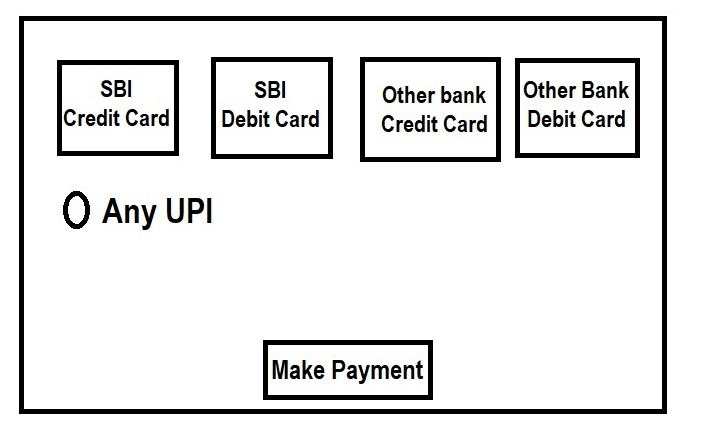 SBI
Credit Card
SBI
Debit Card
Other bank
Credit Card
Other Bank
Debit Card
Any UPI
Make Payment